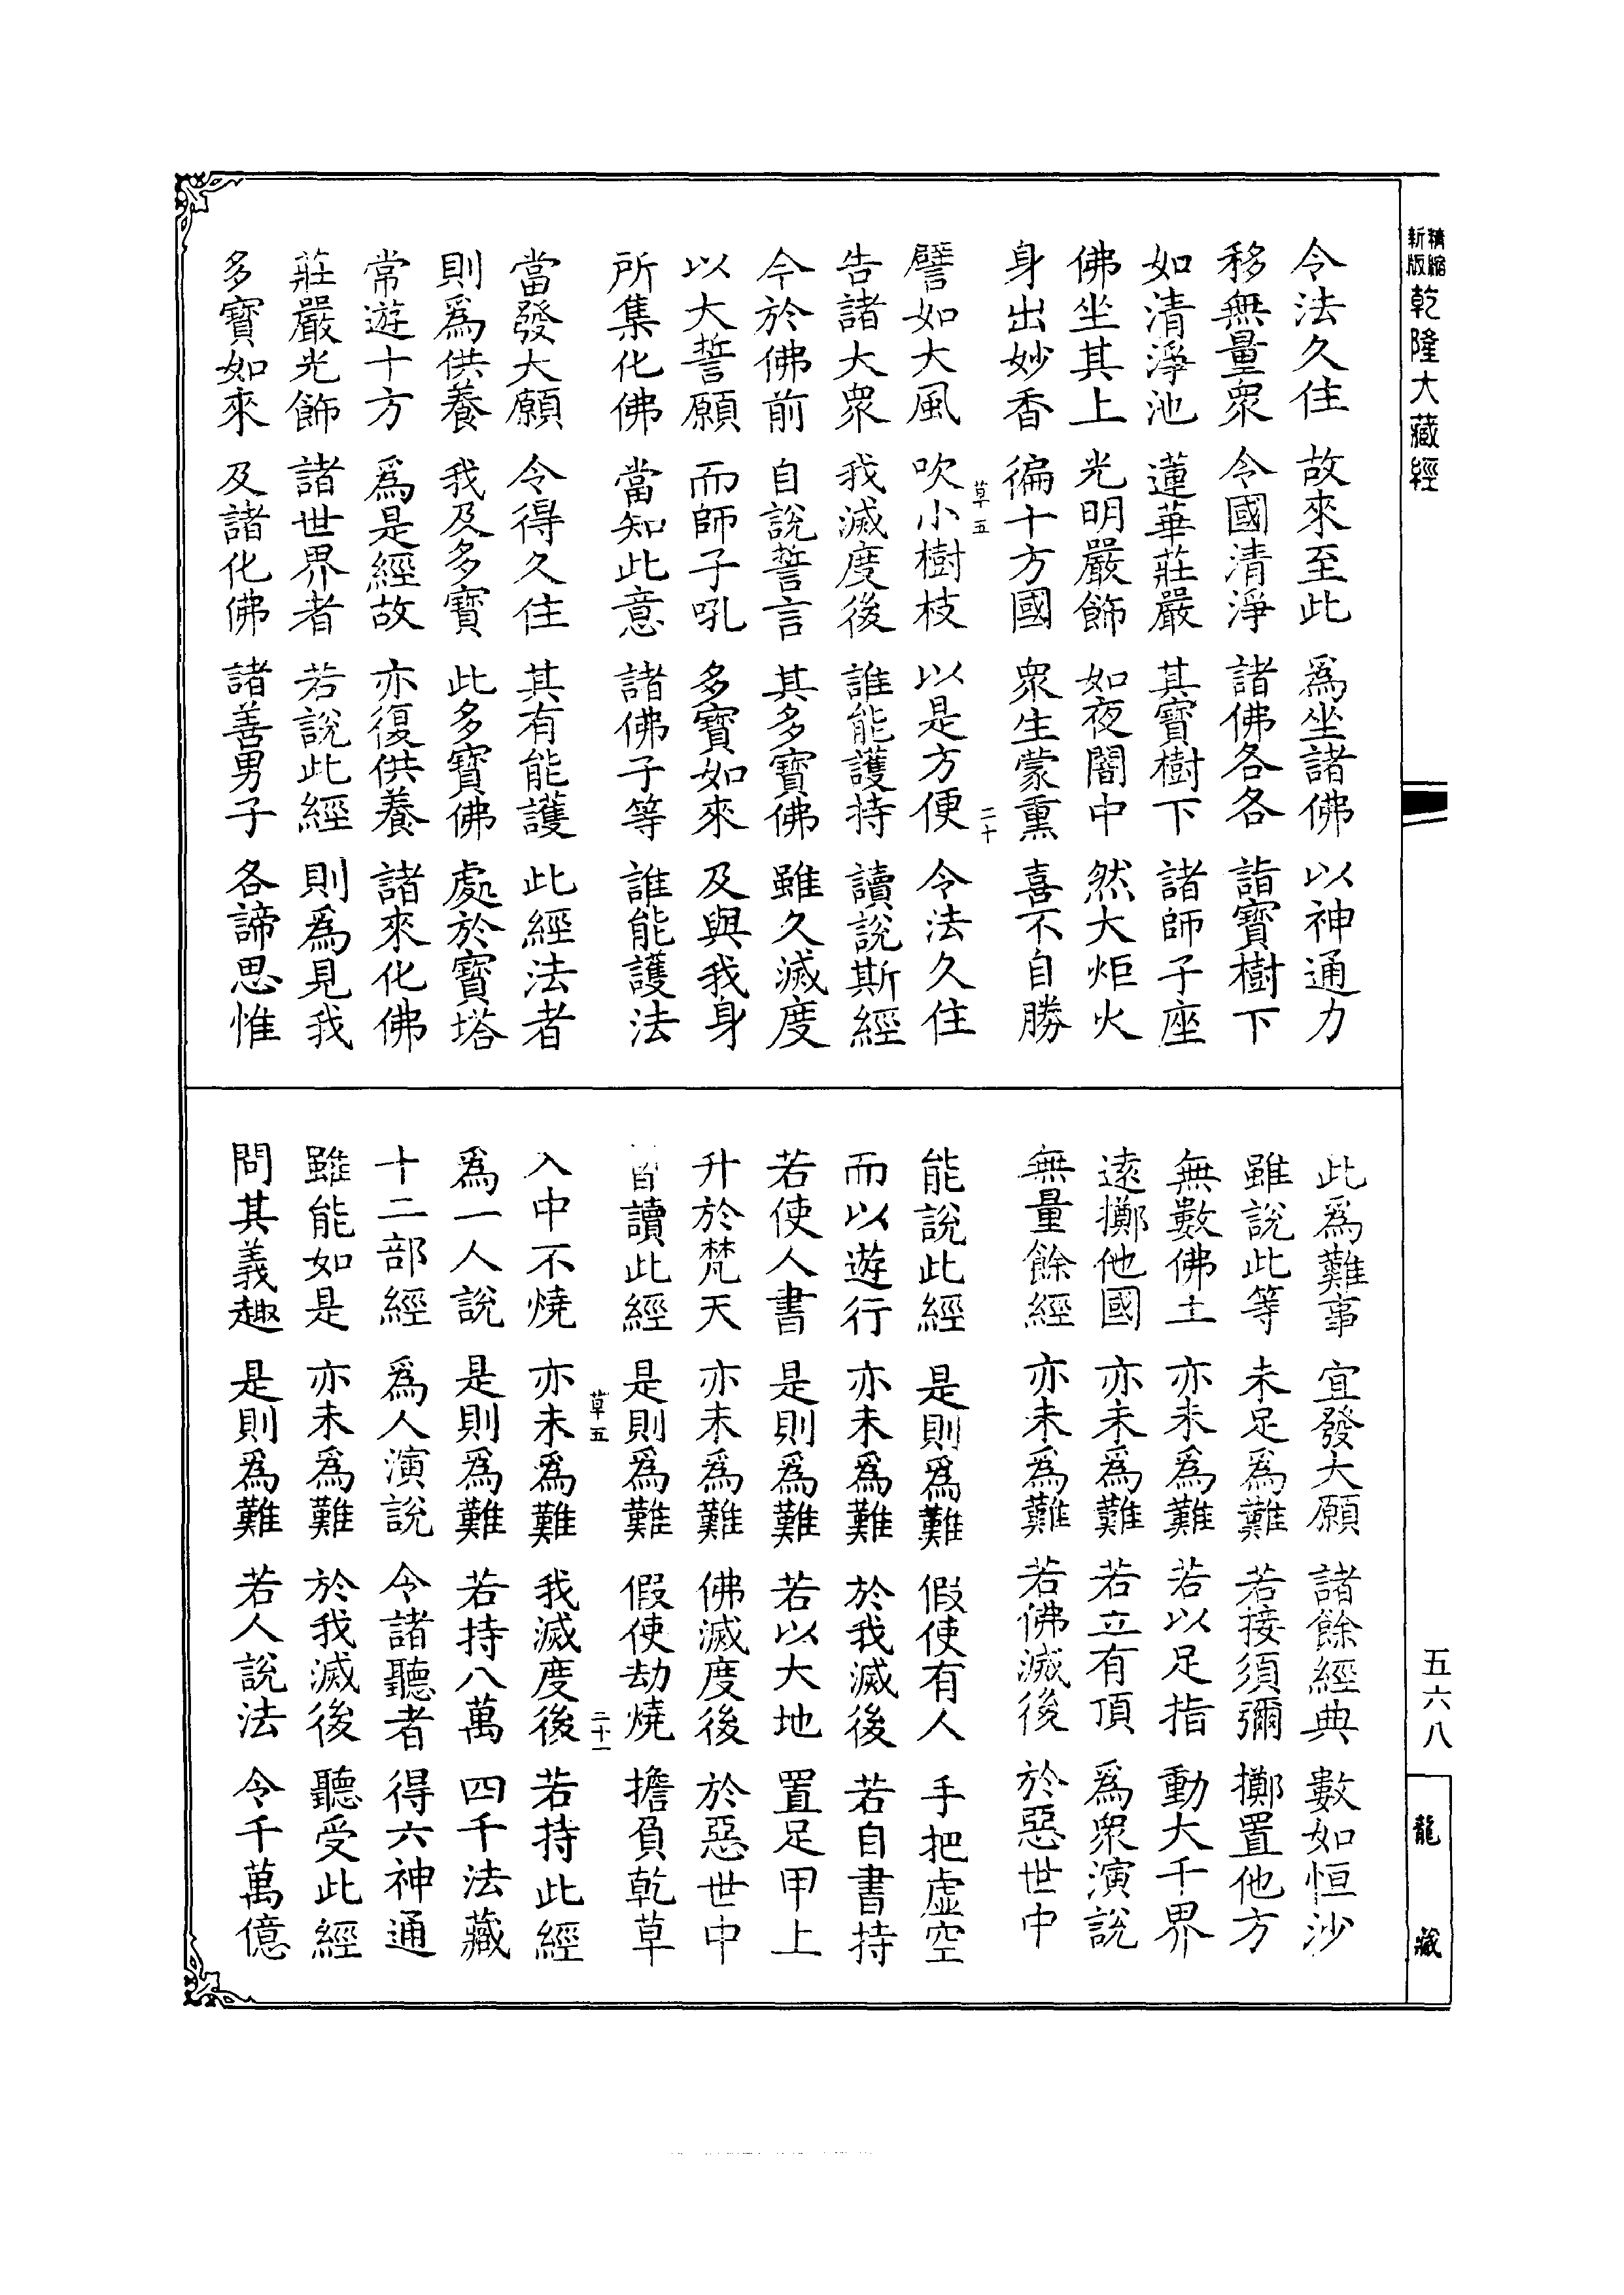 精縮新版乾隆大藏經
令法久住 故來至此 爲坐諸佛 以神通力
移無量衆 令國清淨 諸佛各各 詣寶樹下
如清淨池 蓮華莊嚴 其寶樹下 諸師子座
佛坐其上 光明嚴飾 如夜闇中 然大炬火
身出妙香 徧十方國 衆生蒙熏 喜不自勝
草五 二十
譬如大風 吹小樹枝 以是方便 令法久住
告諸大衆 我滅度後 誰能護持 讀說斯經
今於佛前 自說誓言 其多寶佛 雖久滅度
以大誓願 而師子吼 多寶如來 及與我身
所集化佛 當知此意 諸佛子等 誰能護法
當發大願 令得久住 其有能護 此經法者
則爲供養 我及多寶 此多寶佛 處於寶塔
常遊十方 爲是經故 亦復供養 諸來化佛
莊嚴光飾 諸世界者 若說此經 則爲見我
多寶如來 及諸化佛 諸善男子 各諦思惟
此爲難事 宜發大願 諸餘經典 數如恒沙
雖說此等 未足爲難 若接須彌 擲置他方
無數佛土 亦未爲難 若以足指 動大千界
遠擲他國 亦未爲難 若立有頂 爲衆演說
無量餘經 亦未爲難 若佛滅後 於惡世中
能說此經 是則爲難 假使有人 手把虛空
而以遊行 亦未爲難 於我滅後 若自書持
若使人書 是則爲難 若以大地 置足甲上
升於梵天 亦未爲難 佛滅度後 於惡世中
讀此經 是則爲難 假使劫燒 擔負乾草
草五 二十一
入中不燒 亦未爲難 我滅度後 若持此經
爲一人說 是則爲難 若持八萬 四千法藏
十二部經 爲人演說 令諸聽者 得六神通
雖能如是 亦未爲難 於我滅後 聽受此經
問其義趣 是則爲難 若人說法 令千萬億
五六八
龍藏